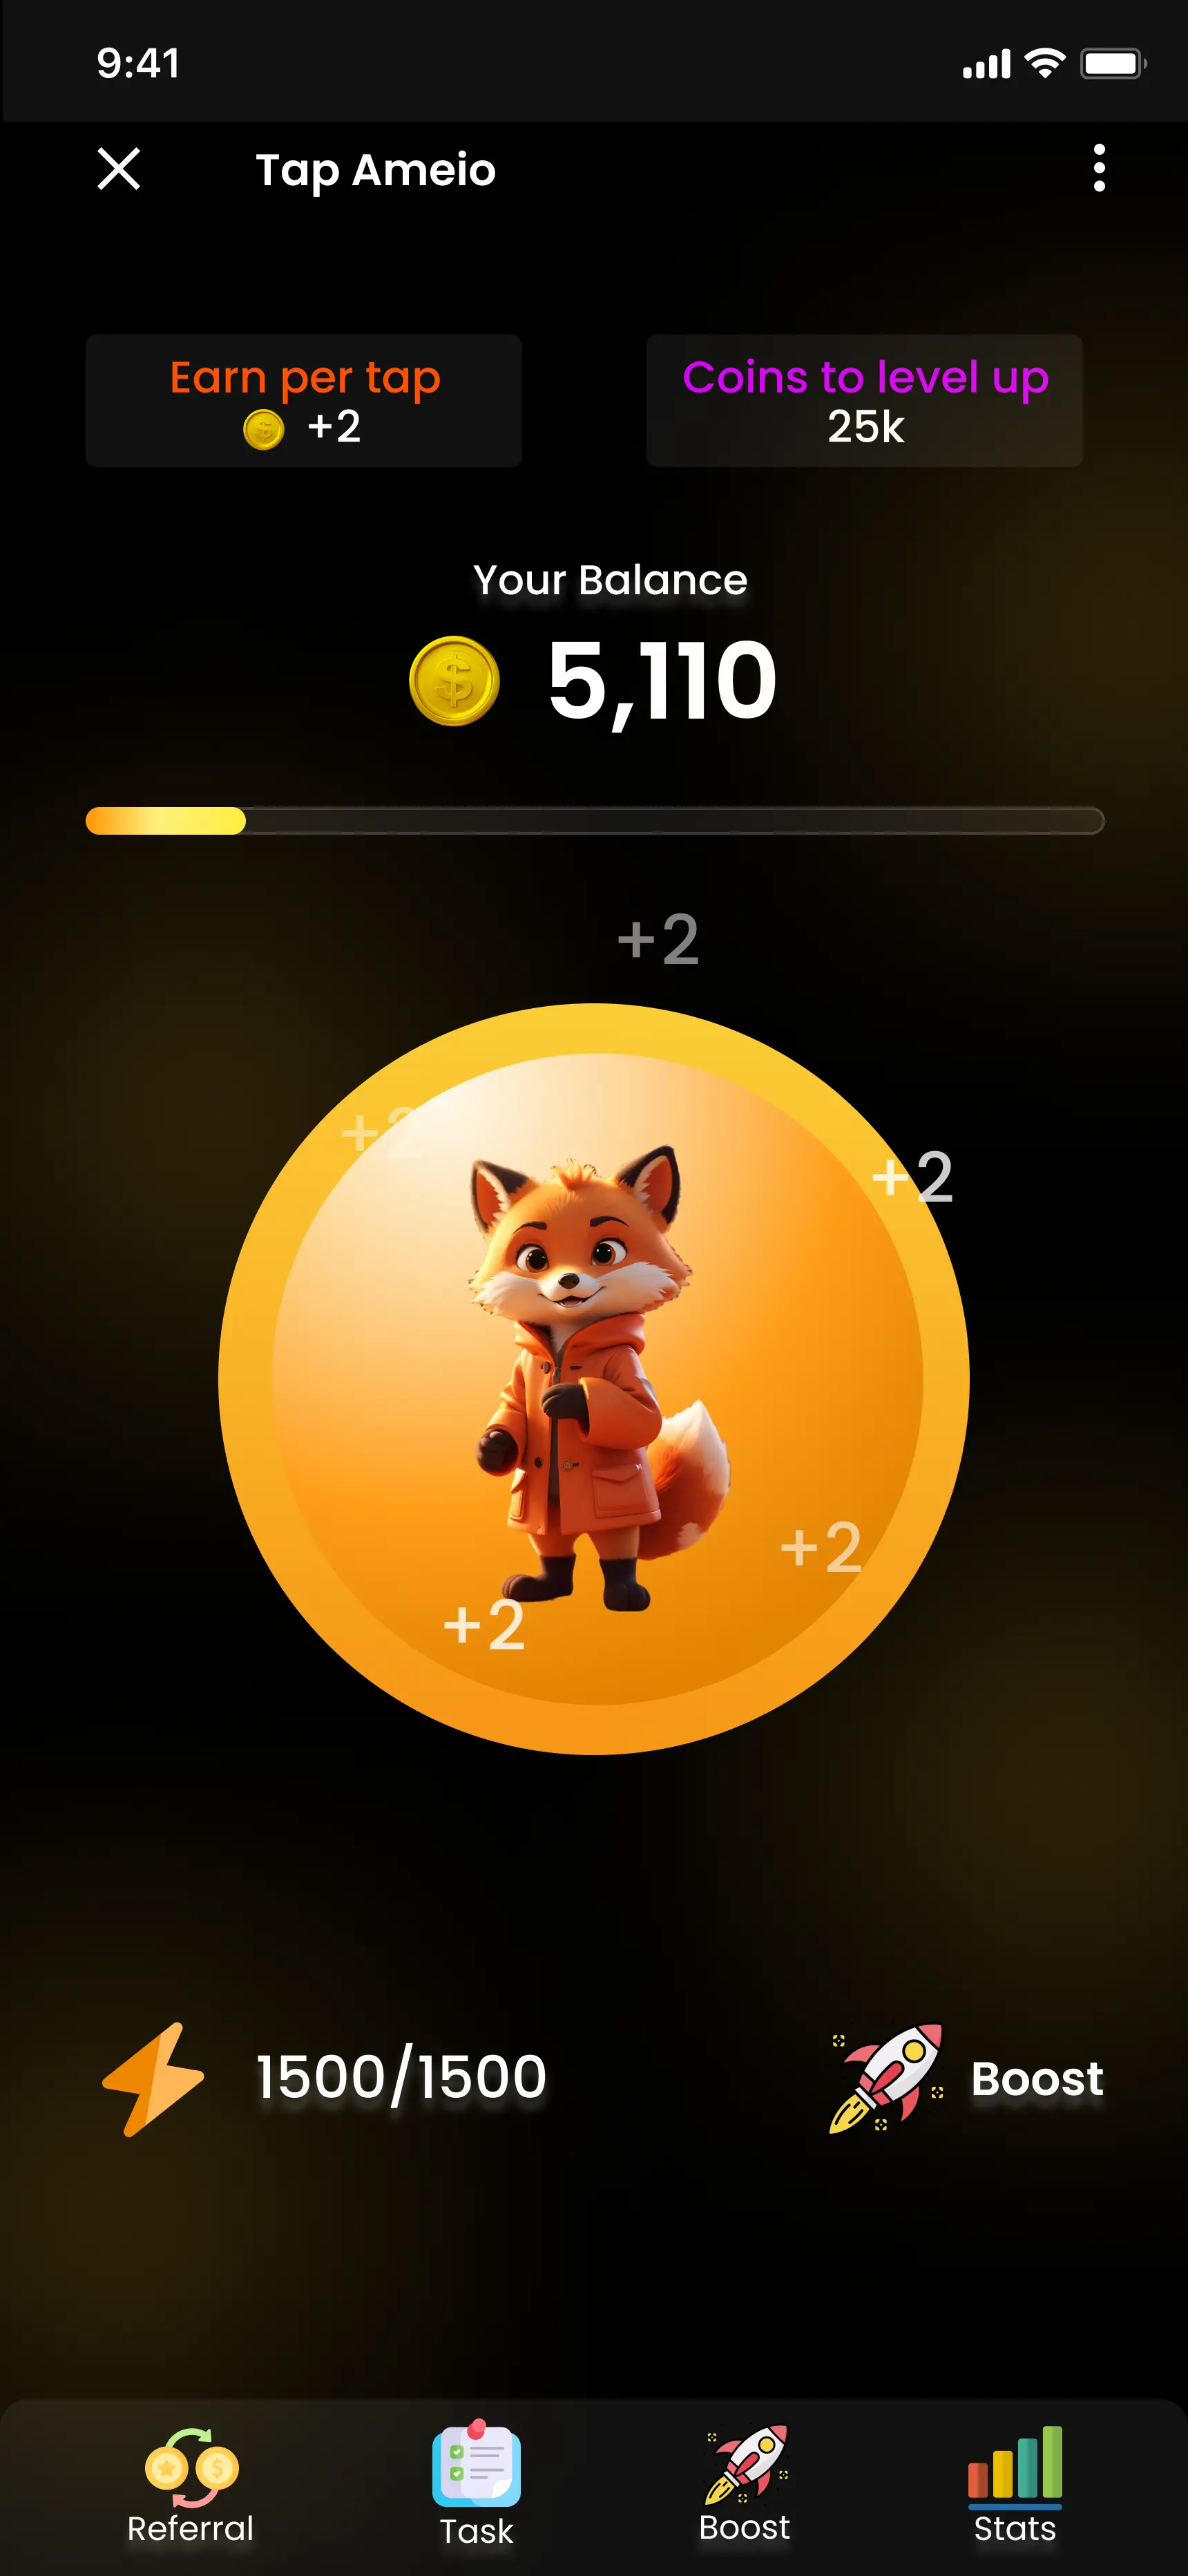 9:41
Tap Ameio
Earn per tap
+2
Coins to level up
25k
Your Balance
$ 5,110
+2
+2
+2
+2
+2
1500/1500
Boost
Referral
Task
Boost
Stats